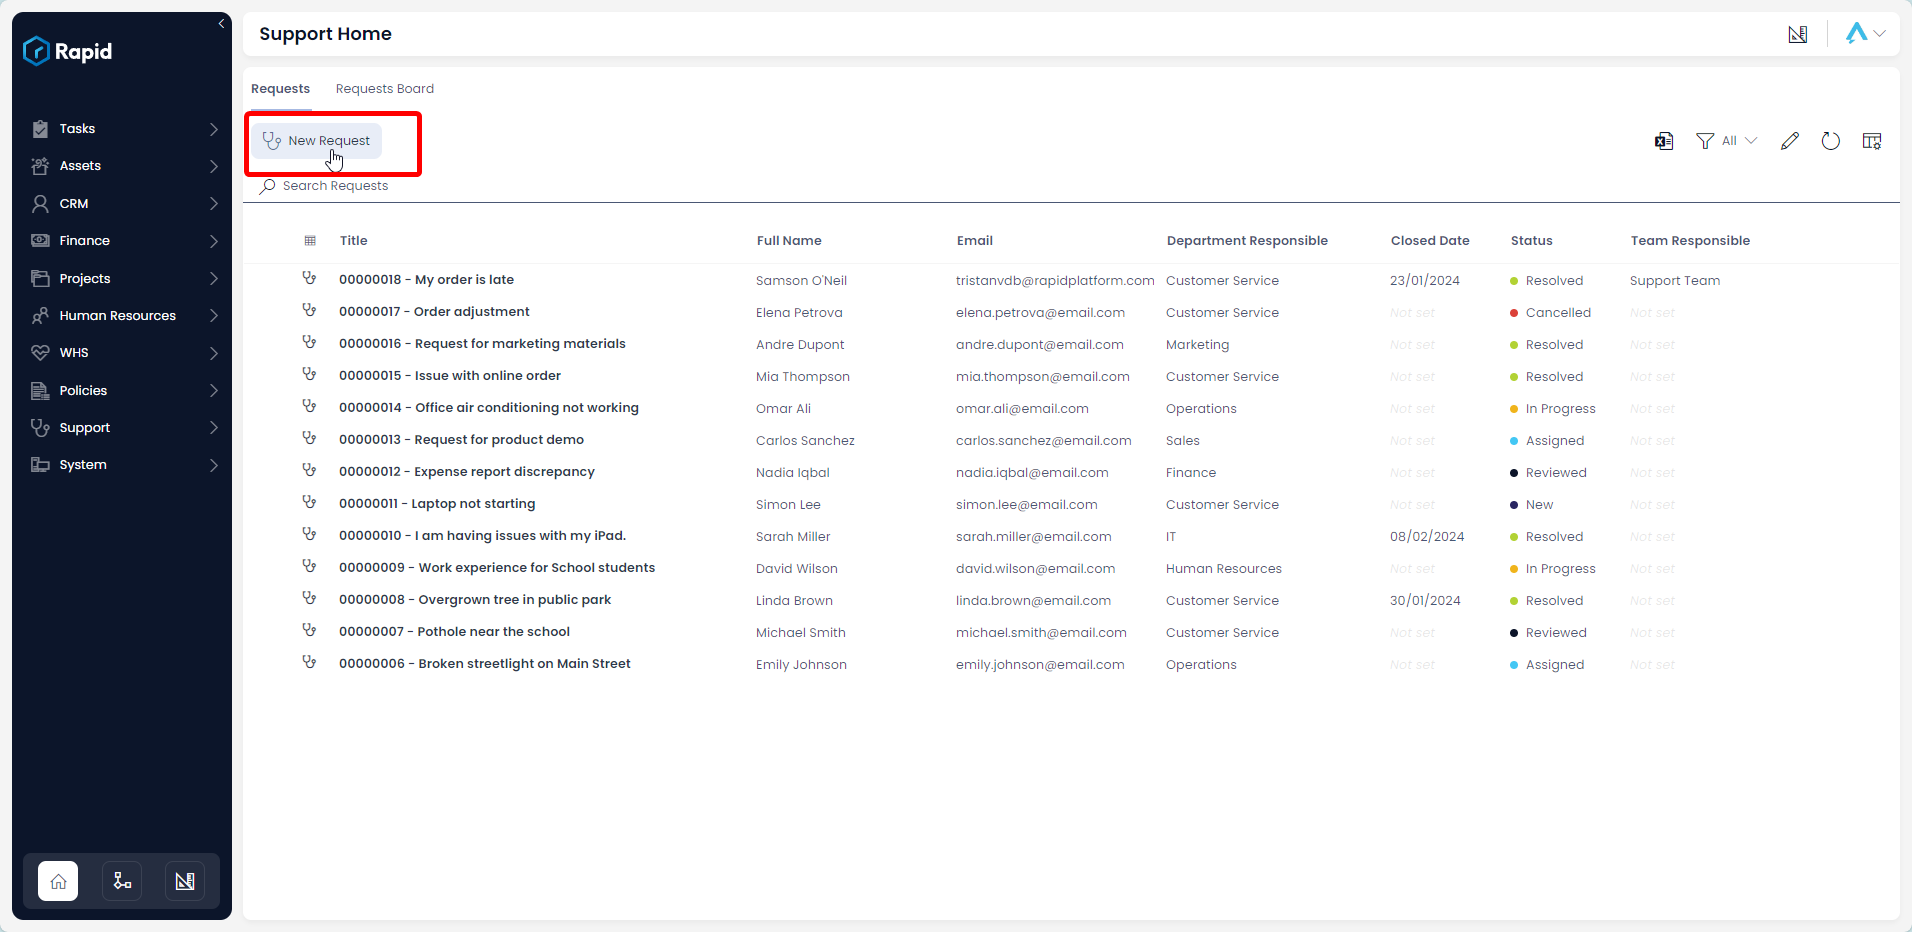 Rapid
Tasks
Assets
CRM
Finance
Projects
Human Resources
WHS
Policies
Support
System
Support Home
Requests Requests Board
New Request
All
Search Requests
Title Full Name Email Department Responsible Closed Date Status Team Responsible
00000018 - My order is late Samson O'Neil tristanvdb@rapidplatform.com Customer Service 23/01/2024 Resolved Support Team
00000017 - Order adjustment Elena Petrova elena.petrova@email.com Customer Service Not set Cancelled Not set
00000016 - Request for marketing materials Andre Dupont andre.dupont@email.com Marketing Not set Resolved Not set
00000015 - Issue with online order Mia Thompson mia.thompson@email.com Customer Service Not set Resolved Not set
00000014 - Office air conditioning not working Omar Ali omar.ali@email.com Operations Not set In Progress Not set
00000013 - Request for product demo Carlos Sanchez carlos.sanchez@email.com Sales Not set Assigned Not set
00000012 - Expense report discrepancy Nadia Iqbal nadia.iqbal@email.com Finance Not set Reviewed Not set
00000011 - Laptop not starting Simon Lee simon.lee@email.com Customer Service Not set New Not set
00000010 - I am having issues with my iPad. Sarah Miller sarah.miller@email.com IT 08/02/2024 Resolved Not set
00000009 - Work experience for School students David Wilson david.wilson@email.com Human Resources Not set In Progress Not set
00000008 - Overgrown tree in public park Linda Brown linda.brown@email.com Customer Service 30/01/2024 Resolved Not set
00000007 - Pothole near the school Michael Smith michael.smith@email.com Customer Service Not set Reviewed Not set
00000006 - Broken streetlight on Main Street Emily Johnson emily.johnson@email.com Operations Not set Assigned Not set